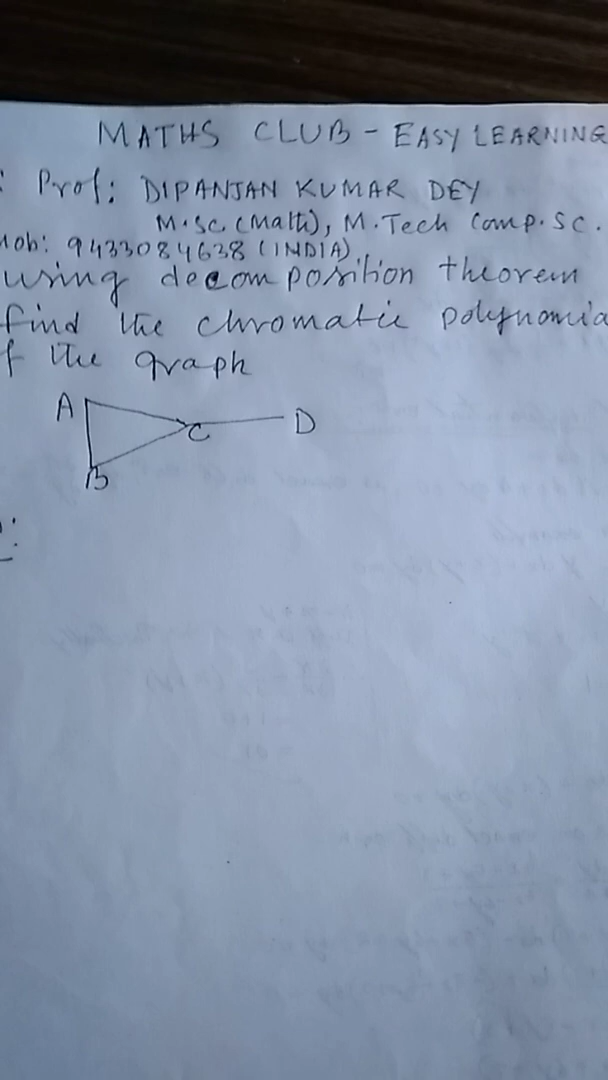 MATHS CLUB - EASY LEARNING
: Prof: DIPANJAN KUMAR DEY
M.Sc (Math), M.Tech Comp. Sc.
Mob: 9433084638 (INDIA).
using decomposition theorem
find the chromatic polynomia
f the graph
A
C D
B